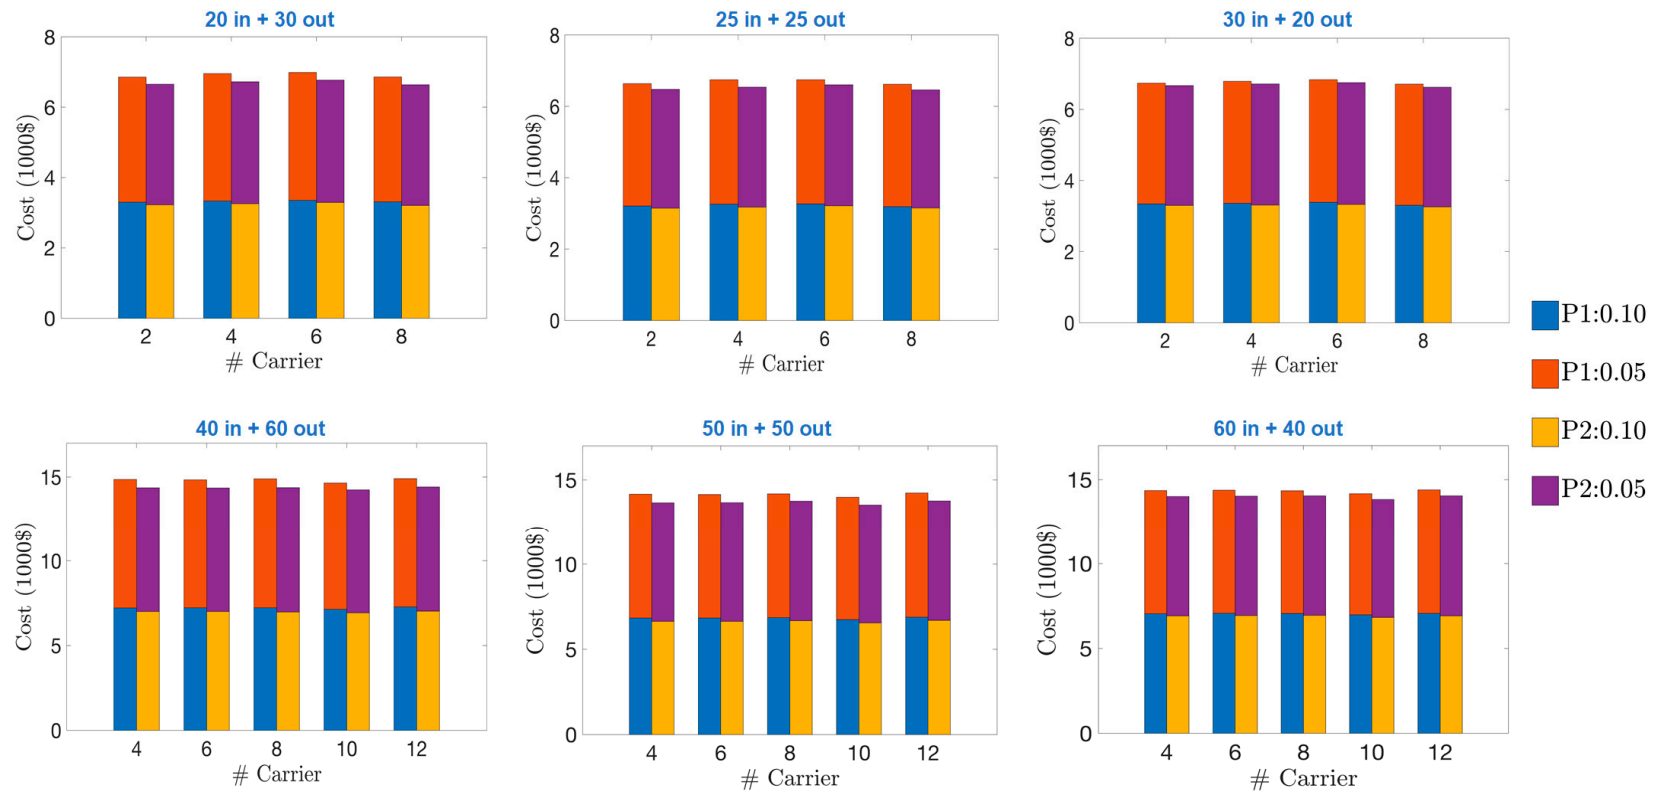 20 in + 30 out
8
6
4
2
0
Cost (1000$)
2 4 6 8
# Carrier
25 in + 25 out
8
6
4
2
0
Cost (1000$)
2 4 6 8
# Carrier
30 in + 20 out
8
6
4
2
0
Cost (1000$)
2 4 6 8
# Carrier
P1:0.10
P1:0.05
P2:0.10
P2:0.05
40 in + 60 out
15
10
5
0
Cost (1000$)
4 6 8 10 12
# Carrier
50 in + 50 out
15
10
5
0
Cost (1000$)
4 6 8 10 12
# Carrier
60 in + 40 out
15
10
5
0
Cost (1000$)
4 6 8 10 12
# Carrier